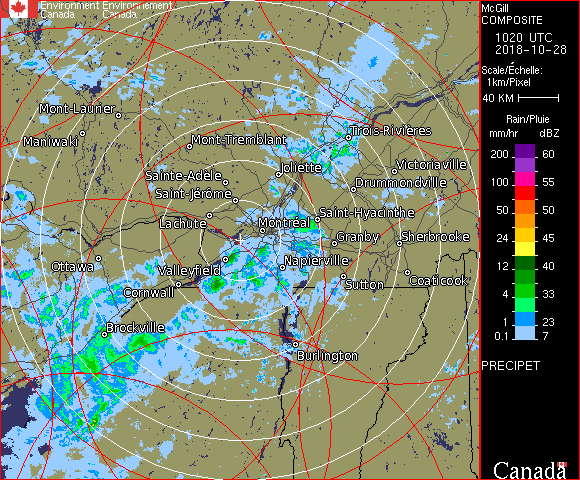 Environment Environnement
Canada Canada
McGill
COMPOSITE
1020 UTC
2018-10-28
Scale/Échelle:
1km/Pixel
40 KM
Rain/Pluie
mm/hr dBZ
200 60
100 55
50 50
24 45
12 40
4 33
1 23
0.1 7
PRECIPET
Canada
Mont-Laurier
Maniwaki
Mont-Tremblant
Trois-Rivières
Joliette
Victoriaville
Sainte-Adèle
Drummondville
Saint-Jérôme
Lachute
Saint-Hyacinthe
Montréal
Granby
Sherbrooke
Ottawa
Valleyfield
Napierville
Cornwall
Sutton
Coaticook
Brockville
Burlington